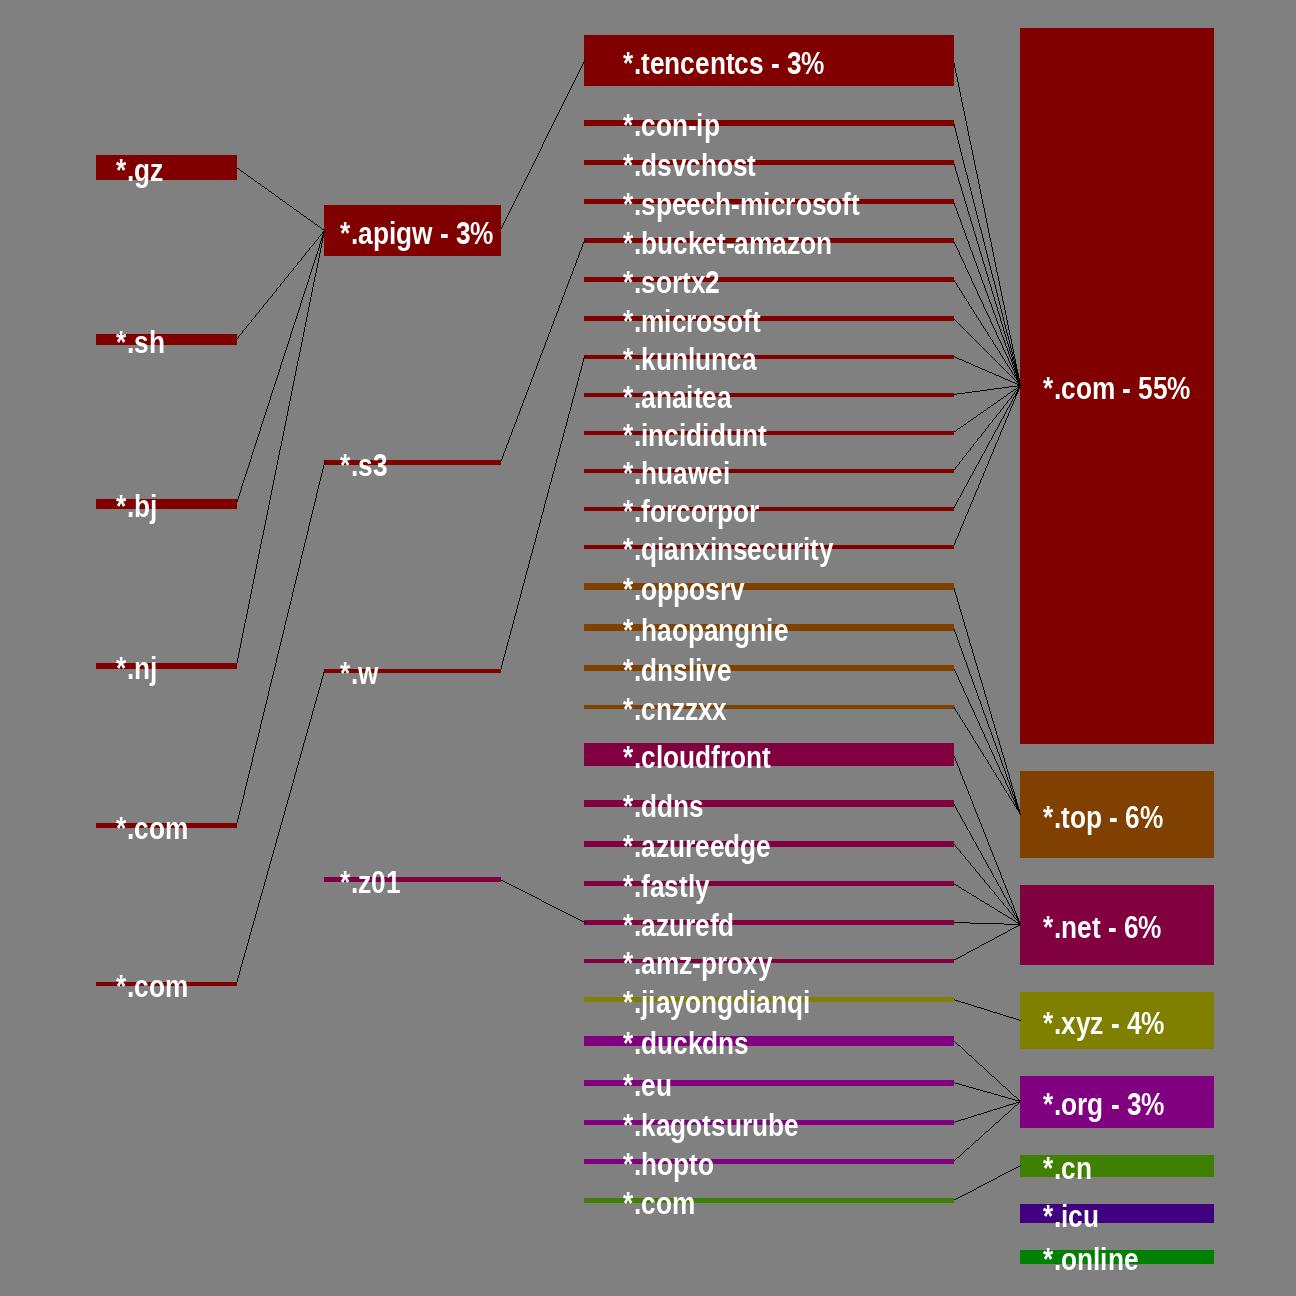 *.gz
*.sh
*.bj
*.nj
*.com
*.com
*.apigw - 3%
*.s3
*.w
*.z01
*.tencentcs - 3%
*.con-ip
*.dsvchost
*.speech-microsoft
*.bucket-amazon
*.sortx2
*.microsoft
*.kunlunca
*.anaitea
*.incididunt
*.huawei
*.forcorpor
*.qianxinsecurity
*.opposrv
*.haopangnie
*.dnslive
*.cnzzxx
*.cloudfront
*.ddns
*.azureedge
*.fastly
*.azurefd
*.amz-proxy
*.jiayongdianqi
*.duckdns
*.eu
*.kagotsurube
*.hopto
*.com
*.com - 55%
*.top - 6%
*.net - 6%
*.xyz - 4%
*.org - 3%
*.cn
*.icu
*.online